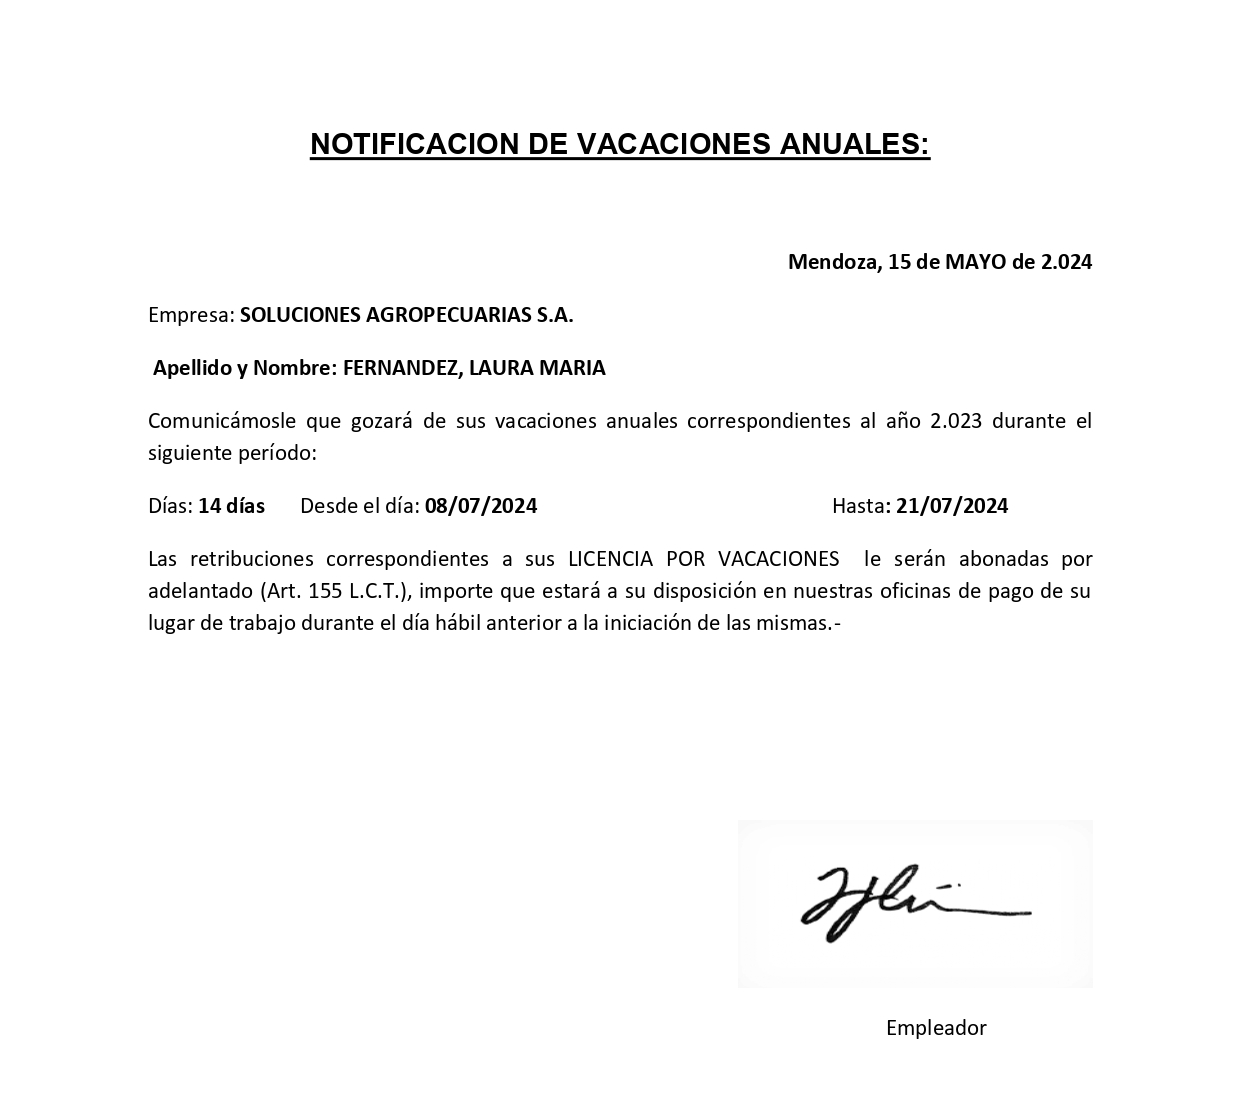 NOTIFICACION DE VACACIONES ANUALES:
Mendoza, 15 de MAYO de 2.024
Empresa: SOLUCIONES AGROPECUARIAS S.A.
Apellido y Nombre: FERNANDEZ, LAURA MARIA
Comunicámosle que gozará de sus vacaciones anuales correspondientes al año 2.023 durante el
siguiente período:
Días: 14 días Desde el día: 08/07/2024 Hasta: 21/07/2024
Las retribuciones correspondientes a sus LICENCIA POR VACACIONES le serán abonadas por
adelantado (Art. 155 L.C.T.), importe que estará a su disposición en nuestras oficinas de pago de su
lugar de trabajo durante el día hábil anterior a la iniciación de las mismas.-
Empleador